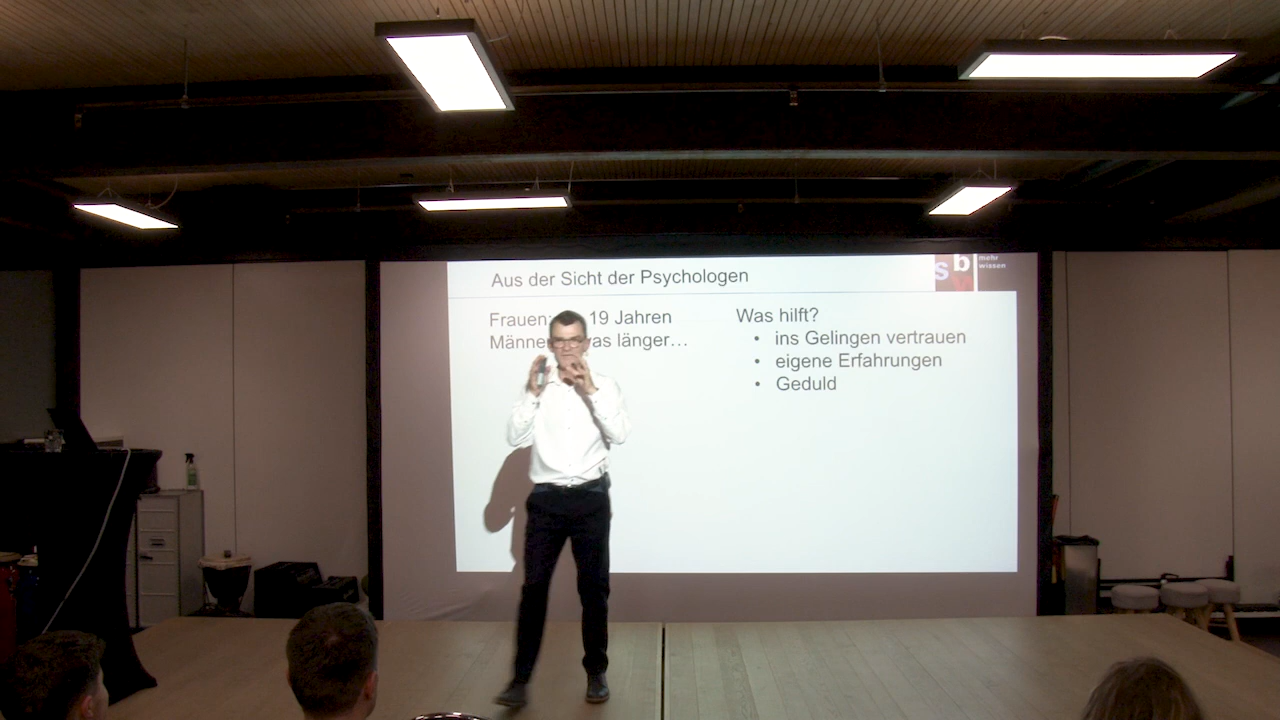 Aus der Sicht der Psychologen
s b
mehr
wissen
Frauen: 19 Jahren
Männe was länger…
Was hilft?
• ins Gelingen vertrauen
• eigene Erfahrungen
• Geduld